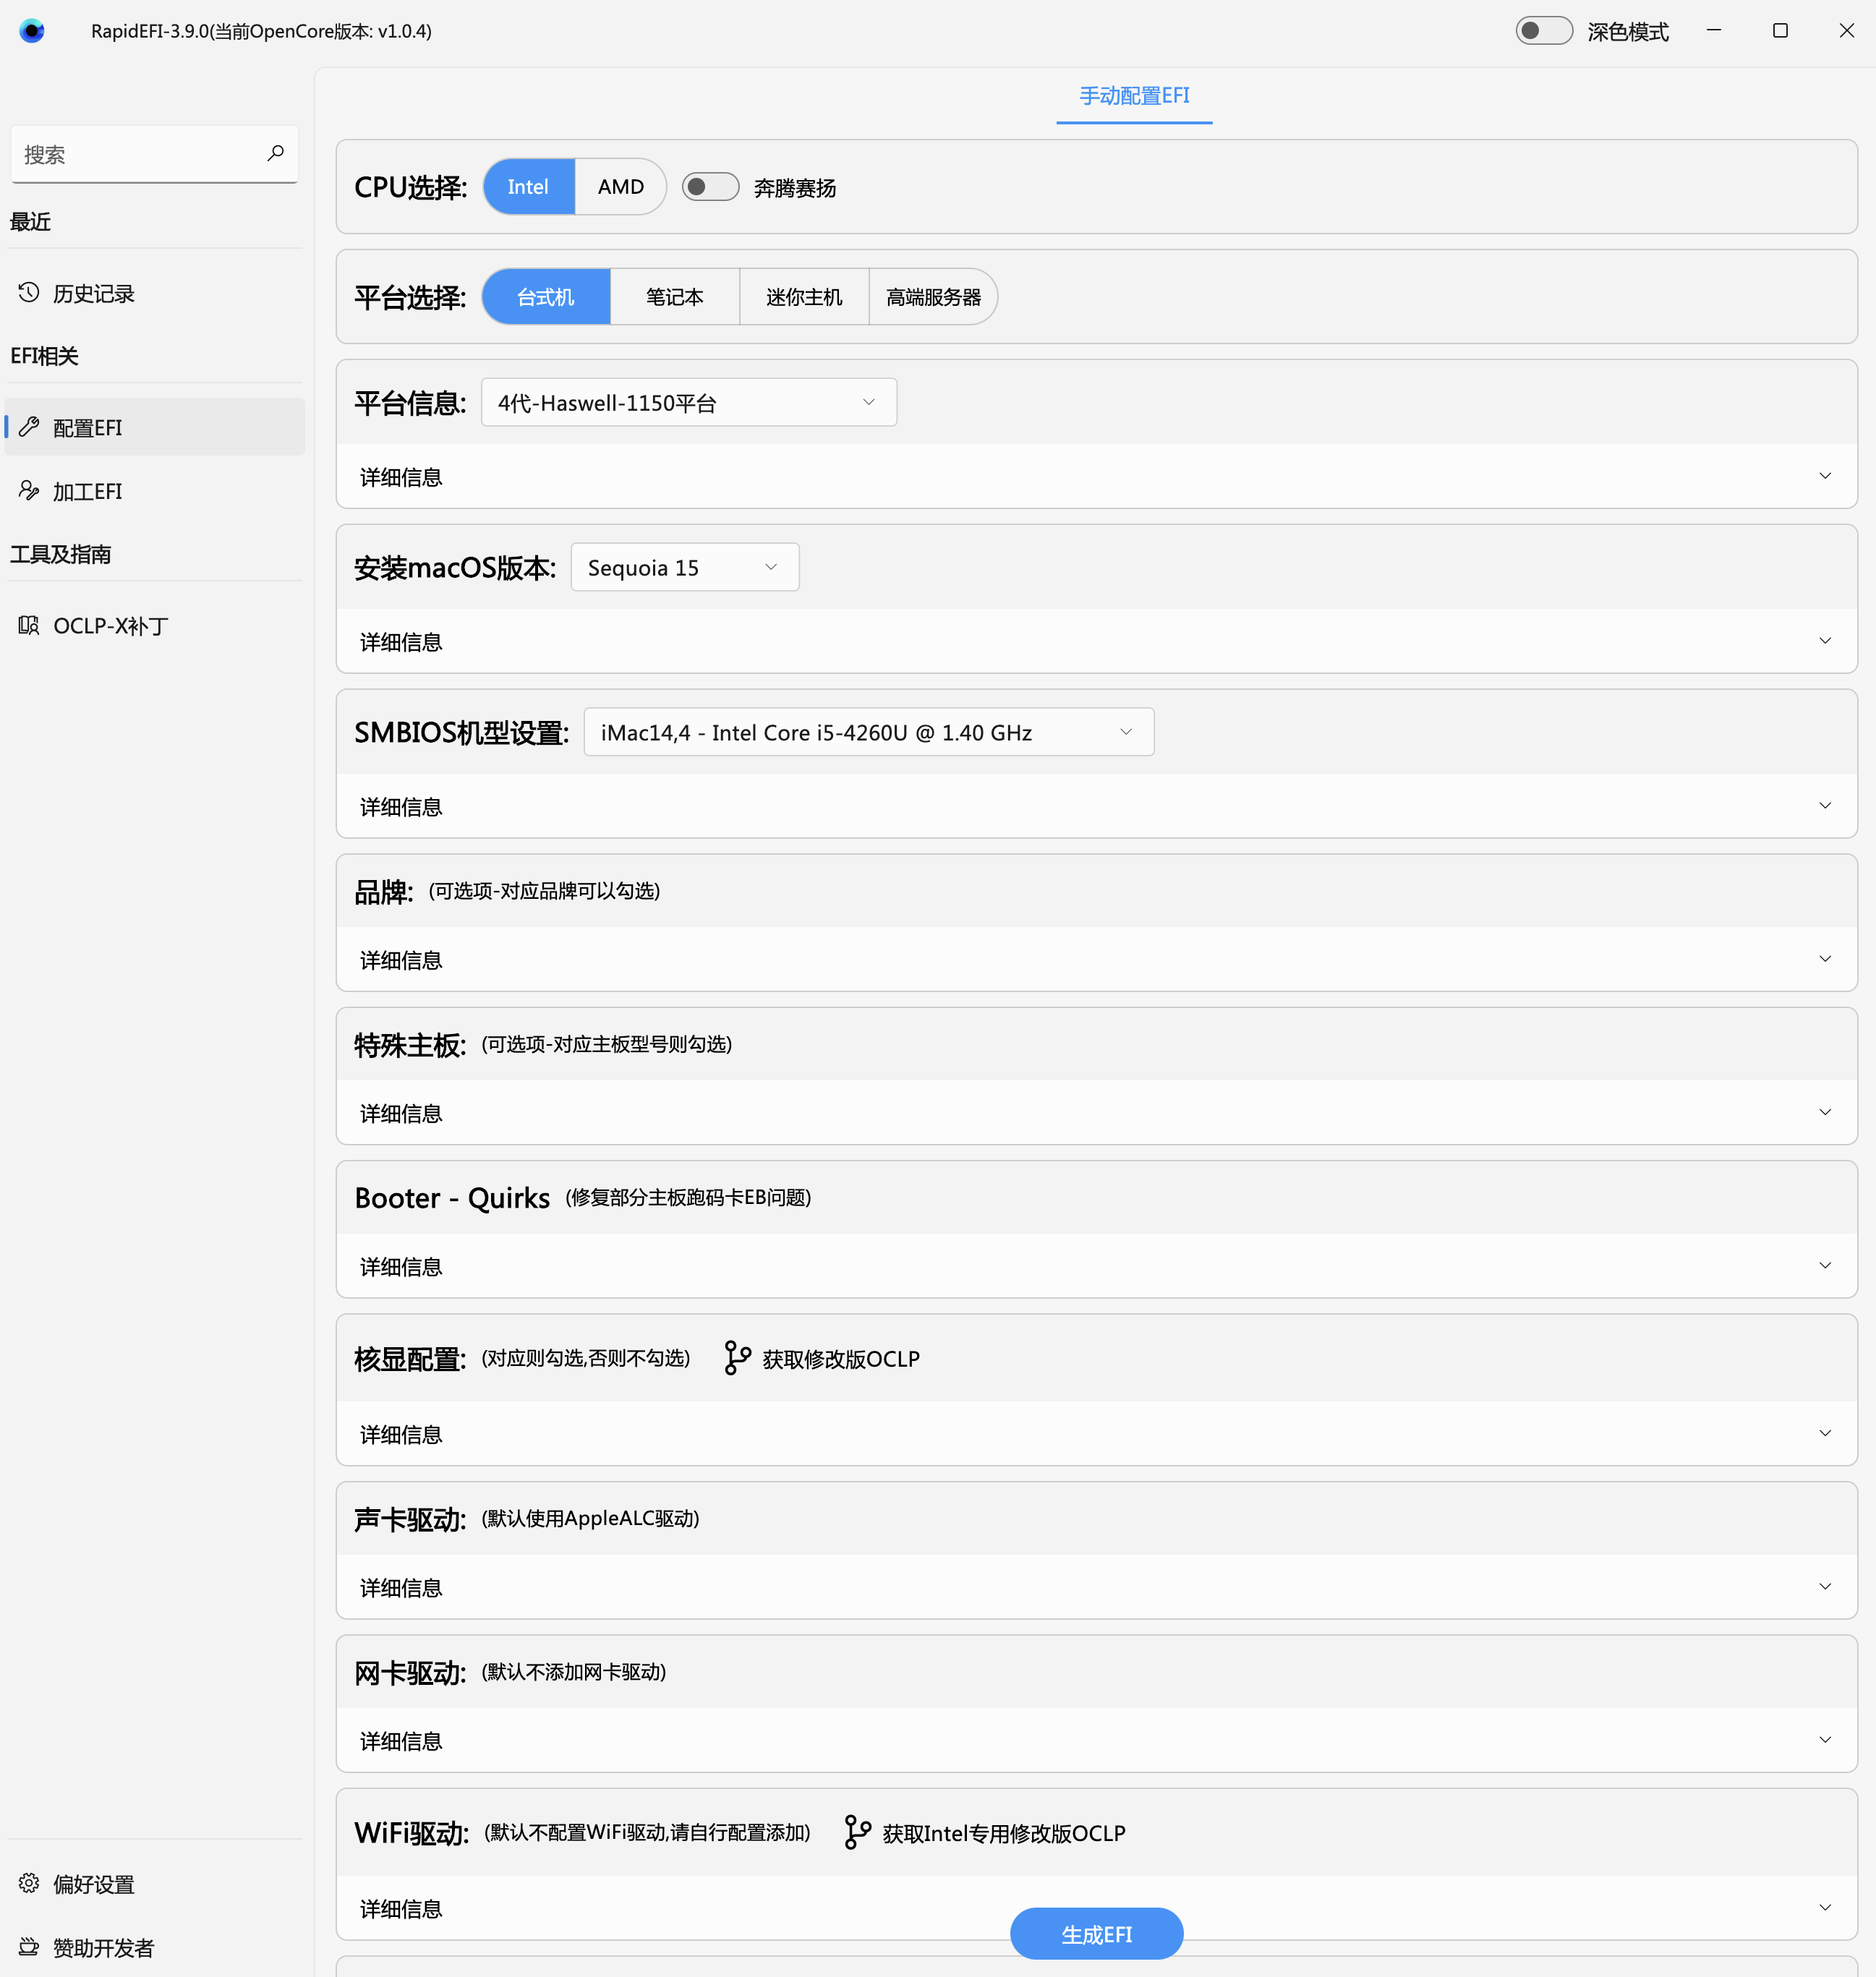 RapidEFI-3.9.0(当前OpenCore版本: v1.0.4)
深色模式
搜索
最近
历史记录
EFI相关
配置EFI
加工EFI
工具及指南
OCLP-X补丁
偏好设置
赞助开发者
手动配置EFI
CPU选择: Intel AMD 奔腾赛扬
平台选择: 台式机 笔记本 迷你主机 高端服务器
平台信息: 4代-Haswell-1150平台
详细信息
安装macOS版本: Sequoia 15
详细信息
SMBIOS机型设置: iMac14,4 - Intel Core i5-4260U @ 1.40 GHz
详细信息
品牌: (可选项-对应品牌可以勾选)
详细信息
特殊主板: (可选项-对应主板型号则勾选)
详细信息
Booter - Quirks (修复部分主板跑码卡EB问题)
详细信息
核显配置: (对应则勾选,否则不勾选) 获取修改版OCLP
详细信息
声卡驱动: (默认使用AppleALC驱动)
详细信息
网卡驱动: (默认不添加网卡驱动)
详细信息
WiFi驱动: (默认不配置WiFi驱动,请自行配置添加) 获取Intel专用修改版OCLP
详细信息
生成EFI